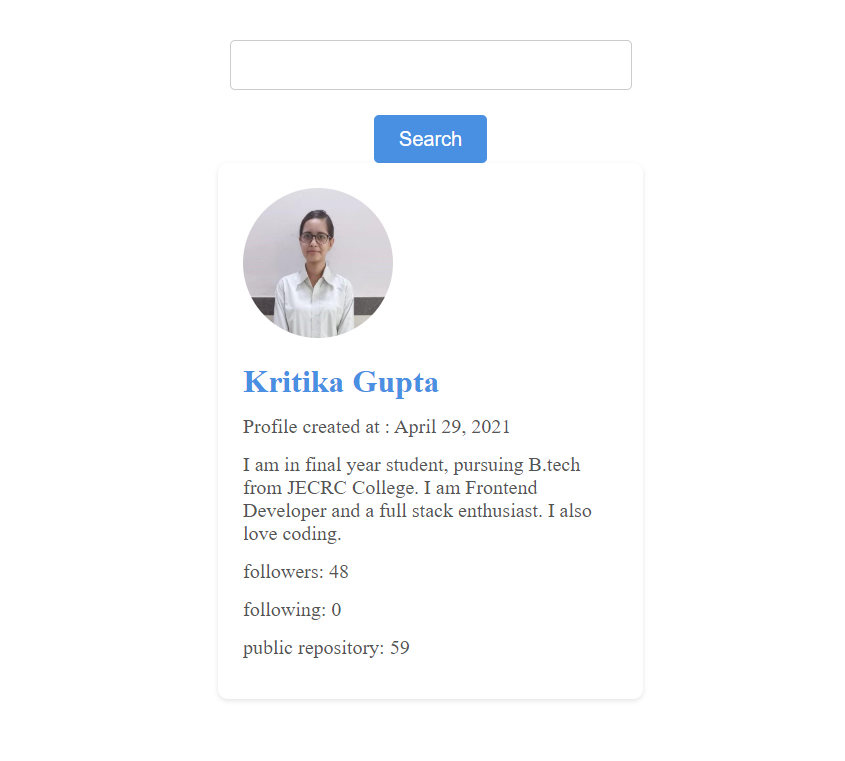 Search
Kritika Gupta
Profile created at : April 29, 2021
I am in final year student, pursuing B.tech
from JECRC College. I am Frontend
Developer and a full stack enthusiast. I also
love coding.
followers: 48
following: 0
public repository: 59